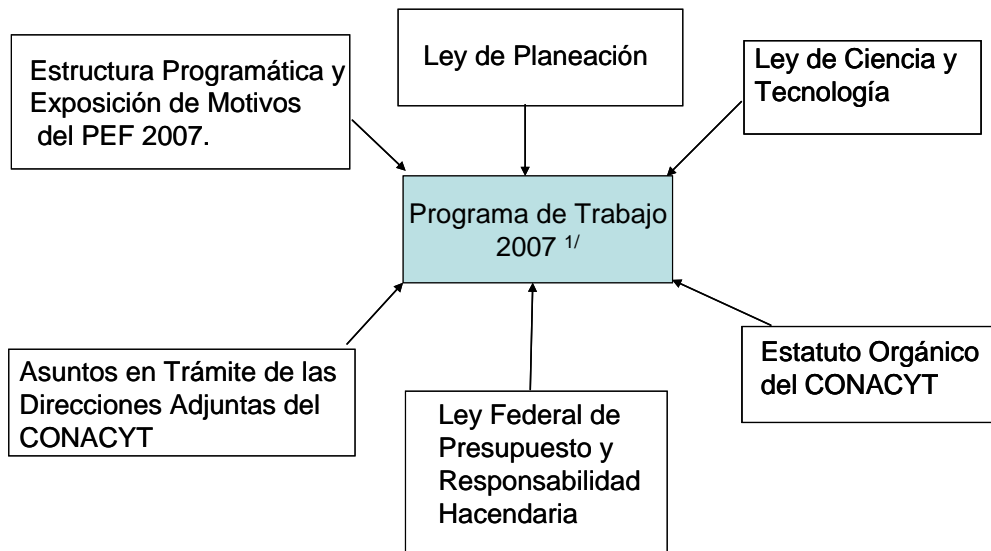 Estructura Programática y
Exposición de Motivos
del PEF 2007.
Ley de Planeación
Ley de Ciencia y
Tecnología
Programa de Trabajo
2007 1/
Asuntos en Trámite de las
Direcciones Adjuntas del
CONACYT
Ley Federal de
Presupuesto y
Responsabilidad
Hacendaria
Estatuto Orgánico
del CONACYT